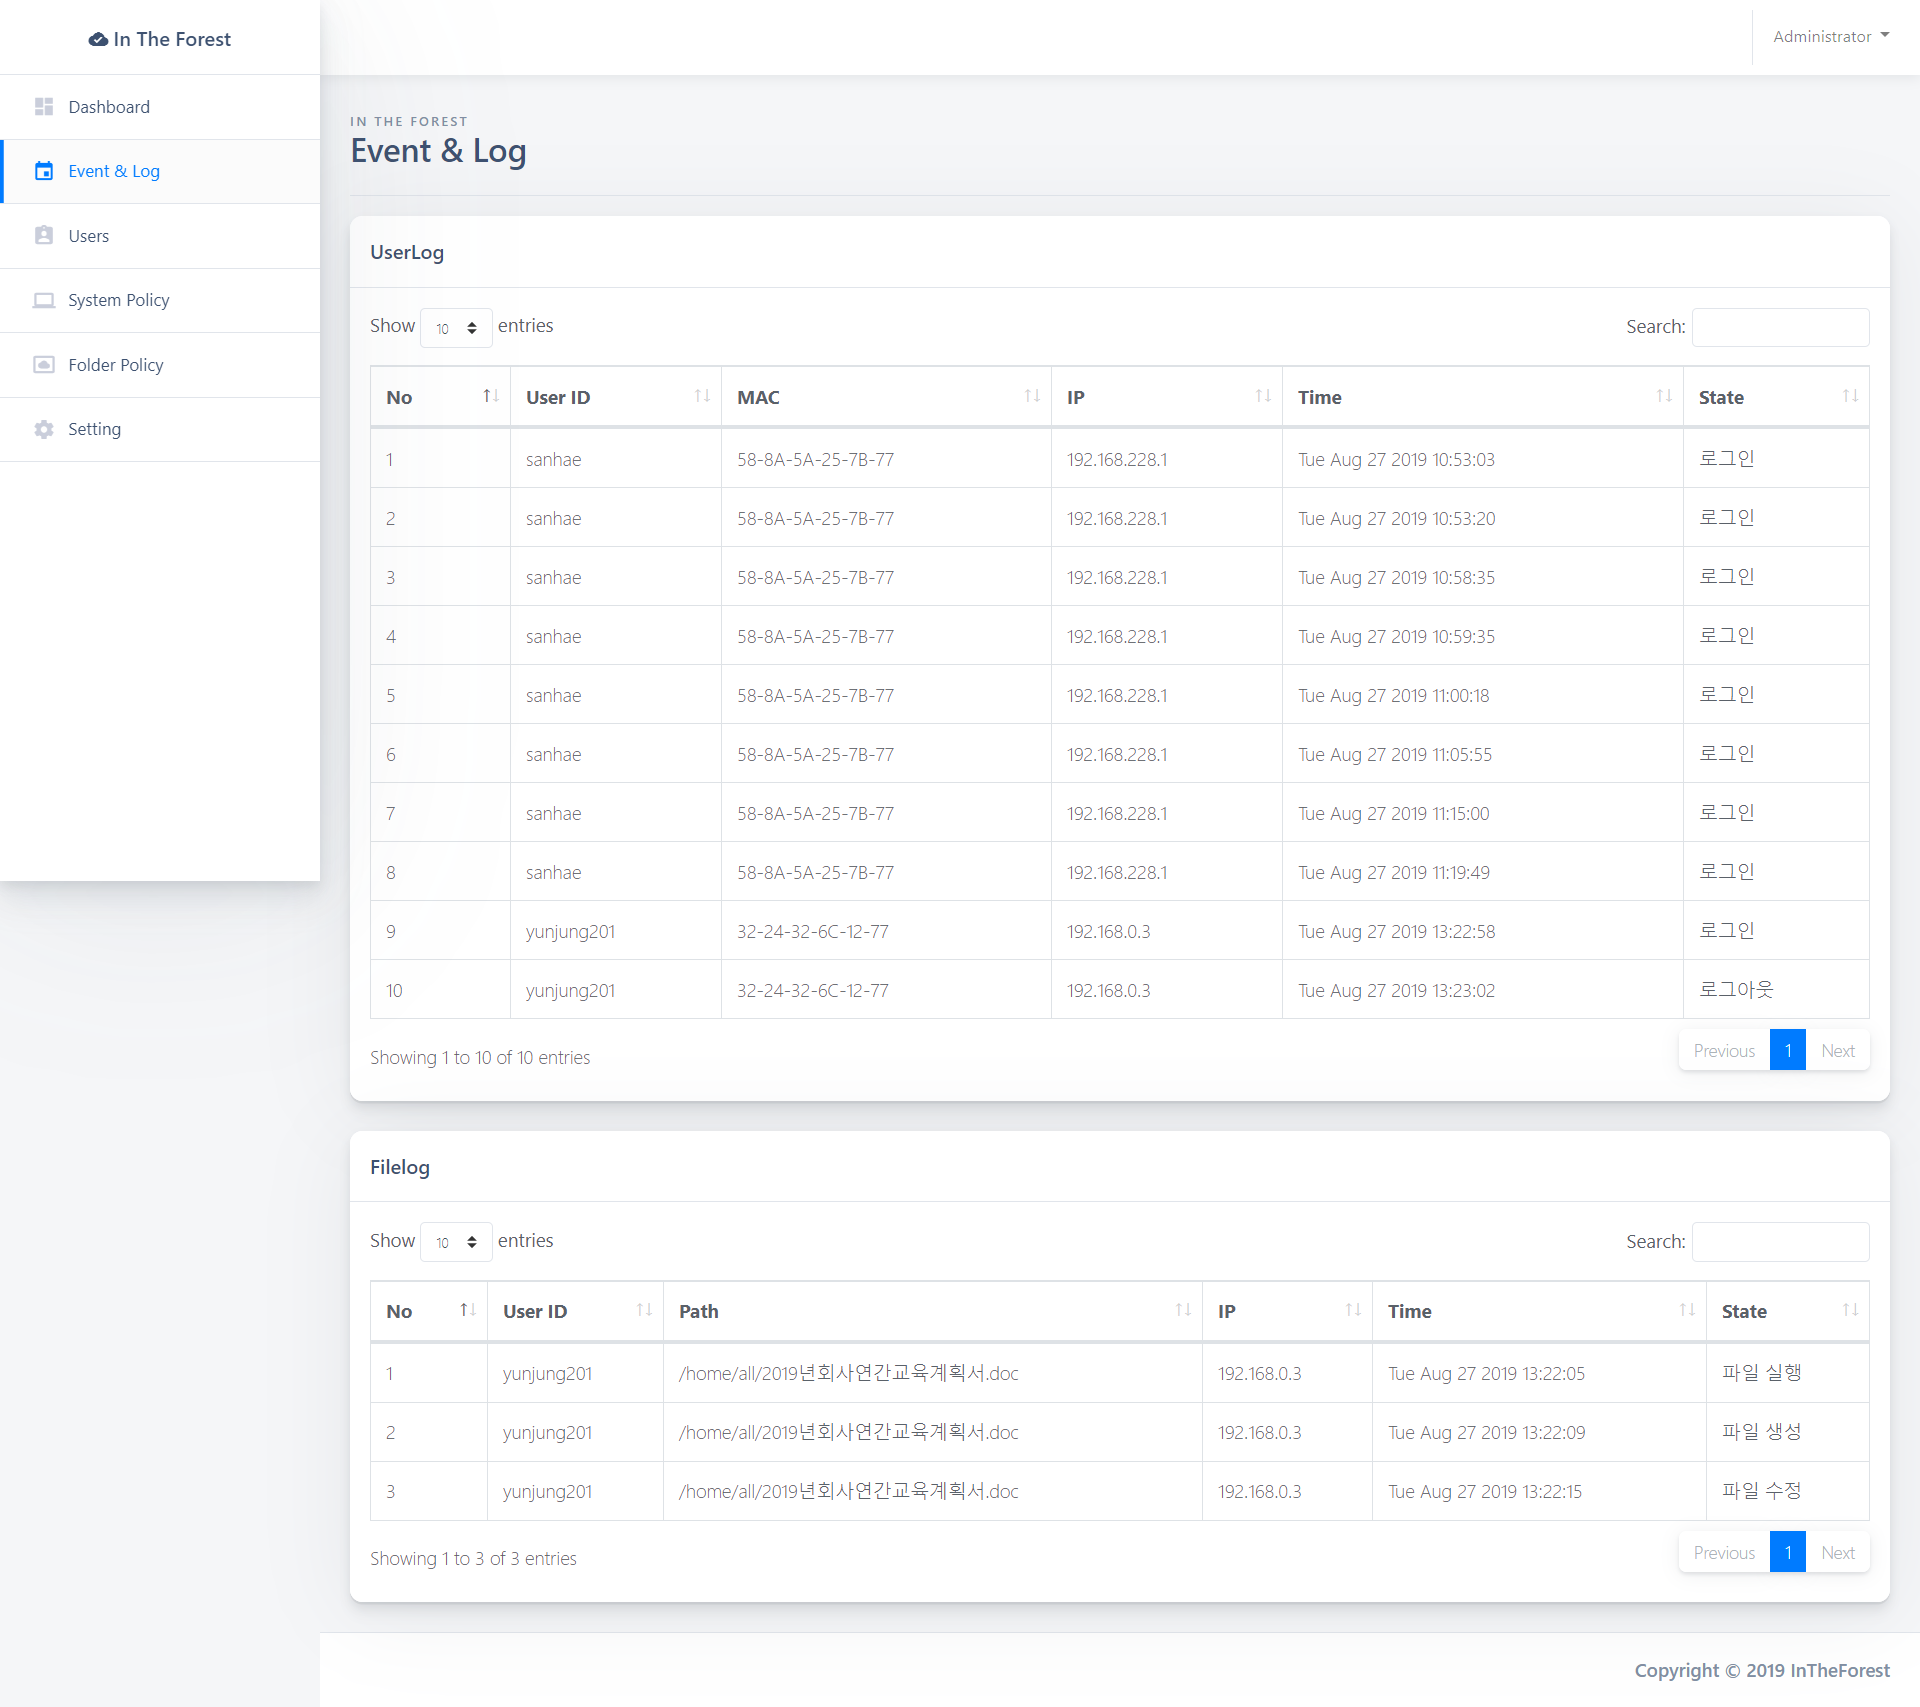 In The Forest
Administrator
Dashboard
Event & Log
Users
System Policy
Folder Policy
Setting
IN THE FOREST
Event & Log
UserLog
Show 10 entries Search:
No User ID MAC IP Time State
1 sanhae 58-8A-5A-25-7B-77 192.168.228.1 Tue Aug 27 2019 10:53:03 로그인
2 sanhae 58-8A-5A-25-7B-77 192.168.228.1 Tue Aug 27 2019 10:53:20 로그인
3 sanhae 58-8A-5A-25-7B-77 192.168.228.1 Tue Aug 27 2019 10:58:35 로그인
4 sanhae 58-8A-5A-25-7B-77 192.168.228.1 Tue Aug 27 2019 10:59:35 로그인
5 sanhae 58-8A-5A-25-7B-77 192.168.228.1 Tue Aug 27 2019 11:00:18 로그인
6 sanhae 58-8A-5A-25-7B-77 192.168.228.1 Tue Aug 27 2019 11:05:55 로그인
7 sanhae 58-8A-5A-25-7B-77 192.168.228.1 Tue Aug 27 2019 11:15:00 로그인
8 sanhae 58-8A-5A-25-7B-77 192.168.228.1 Tue Aug 27 2019 11:19:49 로그인
9 yunjung201 32-24-32-6C-12-77 192.168.0.3 Tue Aug 27 2019 13:22:58 로그인
10 yunjung201 32-24-32-6C-12-77 192.168.0.3 Tue Aug 27 2019 13:23:02 로그아웃
Showing 1 to 10 of 10 entries Previous 1 Next
Filelog
Show 10 entries Search:
No User ID Path IP Time State
1 yunjung201 /home/all/2019년회사연간교육계획서.doc 192.168.0.3 Tue Aug 27 2019 13:22:05 파일 실행
2 yunjung201 /home/all/2019년회사연간교육계획서.doc 192.168.0.3 Tue Aug 27 2019 13:22:09 파일 생성
3 yunjung201 /home/all/2019년회사연간교육계획서.doc 192.168.0.3 Tue Aug 27 2019 13:22:15 파일 수정
Showing 1 to 3 of 3 entries Previous 1 Next
Copyright © 2019 InTheForest